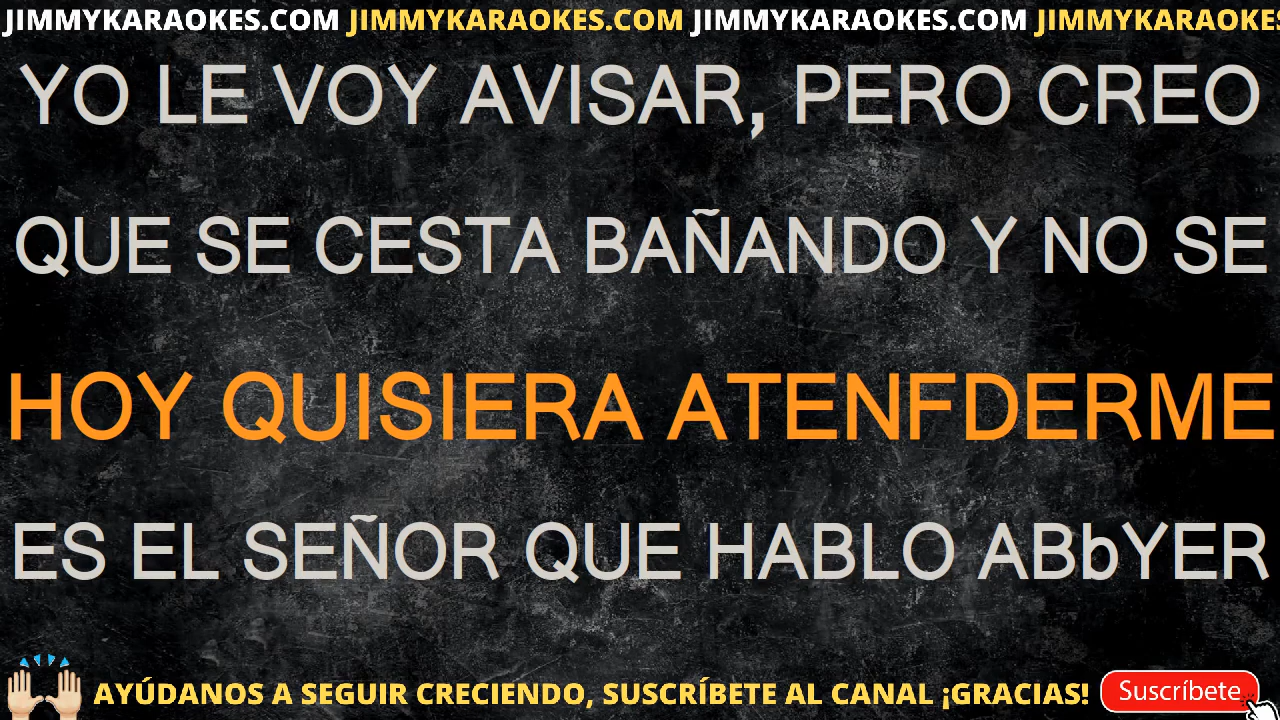 JIMMYKARAOKES.COM JIMMYKARAOKES.COM JIMMYKARAOKES.COM JIMMYKARAOKES
YO LE VOY AVISAR, PERO CREO
QUE SE CESTA BAÑANDO Y NO SE
HOY QUISIERA ATENFDERME
ES EL SEÑOR QUE HABLO ABbYER
AYÚDANOS A SEGUIR CRECIENDO, SUSCRÍBETE AL CANAL ¡GRACIAS! Suscríbete